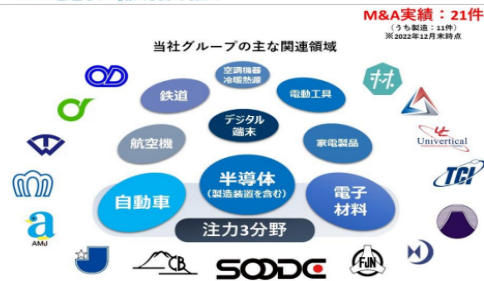 M&A実績：21件
（うち製造：11件）
※2022年12月末時点
当社グループの主な関連領域
空調機器
冷暖熱源
鉄道
電動工具
デジタル
端末
航空機
家電製品
Univertical
TCI
自動車
半導体
(製造装置を含む)
電子
材料
注力3分野
a
AMJ
CB
SODDE
FJN